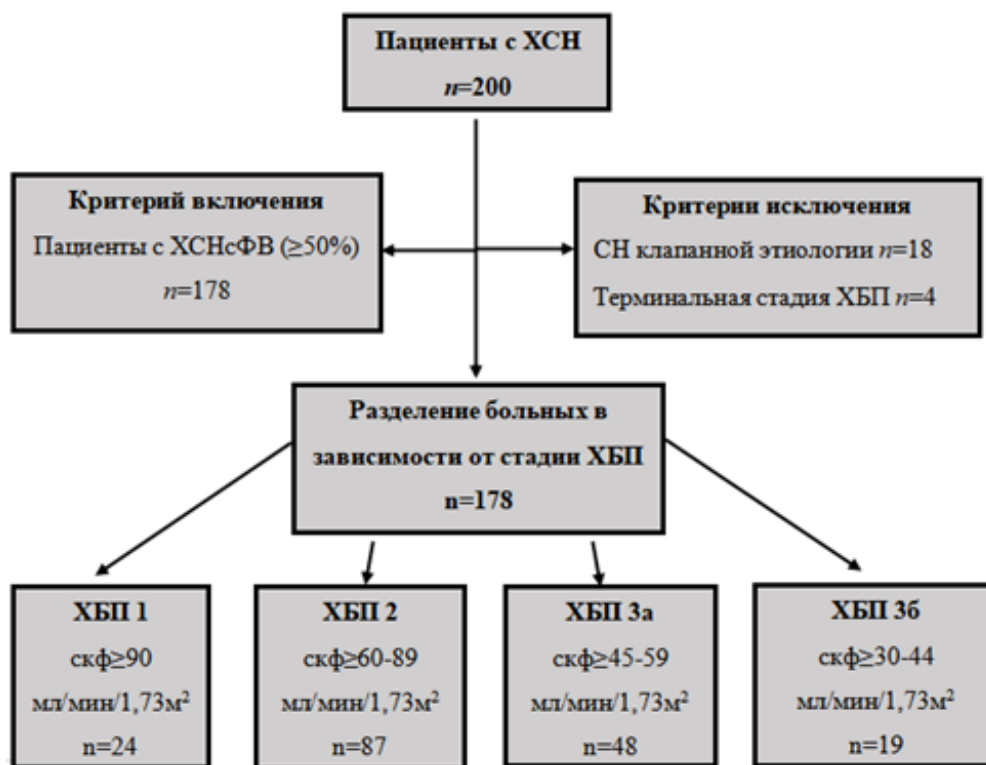 Пациенты с ХСН
n=200
Критерий включения
Пациенты с ХСНсФВ (≥50%)
n=178
Критерии исключения
СН клапанной этиологии n=18
Терминальная стадия ХБП n=4
Разделение больных в
зависимости от стадии ХБП
n=178
ХБП 1
скф≥90
мл/мин/1,73м²
n=24
ХБП 2
скф≥60-89
мл/мин/1,73м²
n=87
ХБП 3а
скф≥45-59
мл/мин/1,73м²
n=48
ХБП 3б
скф≥30-44
мл/мин/1,73м²
n=19